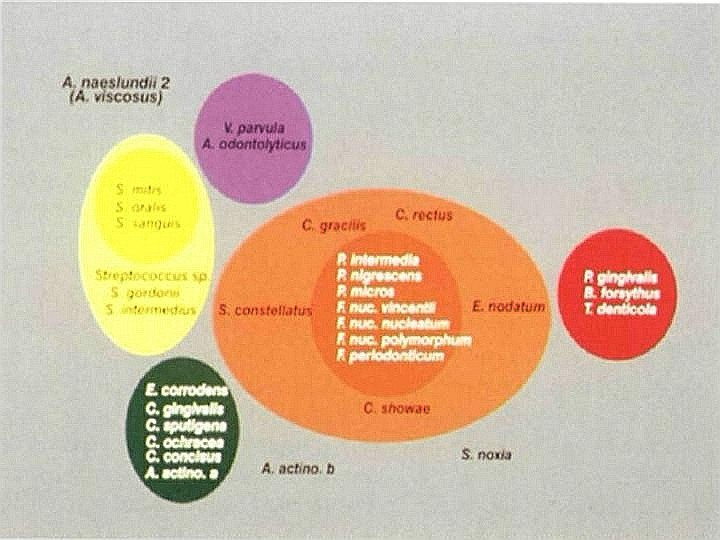 A. naeslundii 2
(A. viscosus)
V. parvula
A. odontolyticus
S. mitis
S. oralis
S. sanguis
Streptococcus sp.
S. gordonii
S. intermedius
C. gracilis
C. rectus
P. intermedia
P. nigrescens
P. micros
F. nuc. vincentii
F. nuc. nucleatum
F. nuc. polymorphum
F. periodonticum
S. constellatus
E. nodatum
C. showae
P. gingivalis
B. forsythus
T. denticola
E. corrodens
C. gingivalis
C. sputigena
C. ochracea
C. concisus
A. actino. a
A. actino. b
S. noxia